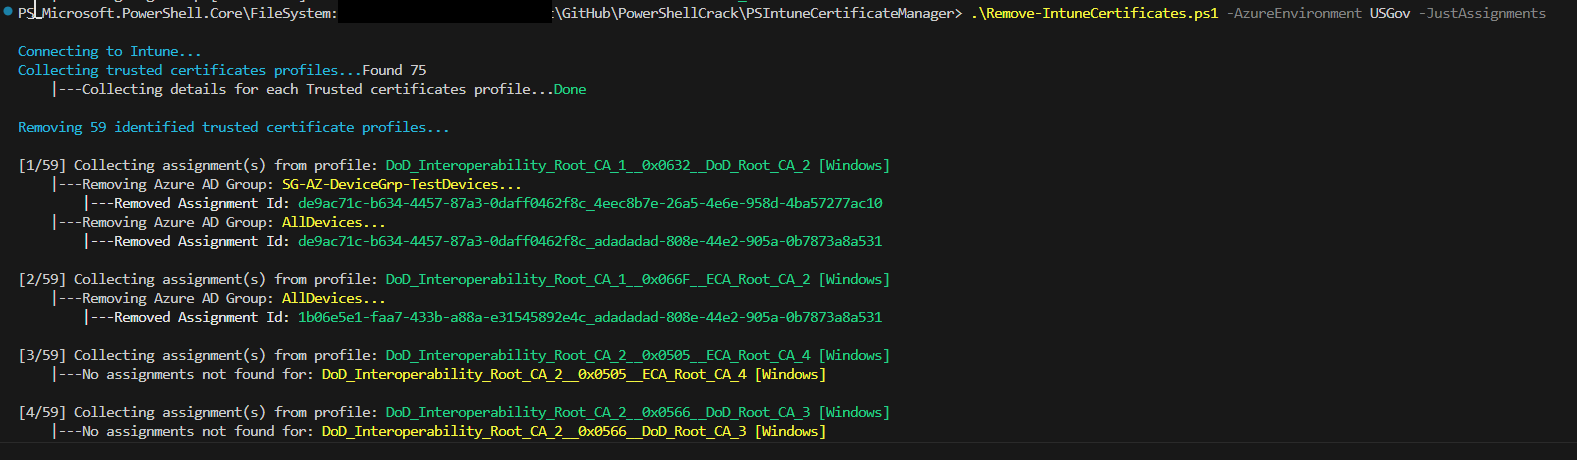 PS Microsoft.PowerShell.Core\FileSystem: t\GitHub\PowerShellCrack\PSIntuneCertificateManager> .\Remove-IntuneCertificates.ps1 -AzureEnvironment USGov -JustAssignments
Connecting to Intune...
Collecting trusted certificates profiles...Found 75
|---Collecting details for each Trusted certificates profile...Done
Removing 59 identified trusted certificate profiles...
[1/59] Collecting assignment(s) from profile: DoD_Interoperability_Root_CA_1__0x0632__DoD_Root_CA_2 [Windows]
|---Removing Azure AD Group: SG-AZ-DeviceGrp-TestDevices...
|---Removed Assignment Id: de9ac71c-b634-4457-87a3-0daff0462f8c_4eec8b7e-26a5-4e6e-958d-4ba57277ac10
|---Removing Azure AD Group: AllDevices...
|---Removed Assignment Id: de9ac71c-b634-4457-87a3-0daff0462f8c_adadadad-808e-44e2-905a-0b7873a8a531
[2/59] Collecting assignment(s) from profile: DoD_Interoperability_Root_CA_1__0x066F__ECA_Root_CA_2 [Windows]
|---Removing Azure AD Group: AllDevices...
|---Removed Assignment Id: 1b06e5e1-faa7-433b-a88a-e31545892e4c_adadadad-808e-44e2-905a-0b7873a8a531
[3/59] Collecting assignment(s) from profile: DoD_Interoperability_Root_CA_2__0x0505__ECA_Root_CA_4 [Windows]
|---No assignments not found for: DoD_Interoperability_Root_CA_2__0x0505__ECA_Root_CA_4 [Windows]
[4/59] Collecting assignment(s) from profile: DoD_Interoperability_Root_CA_2__0x0566__DoD_Root_CA_3 [Windows]
|---No assignments not found for: DoD_Interoperability_Root_CA_2__0x0566__DoD_Root_CA_3 [Windows]